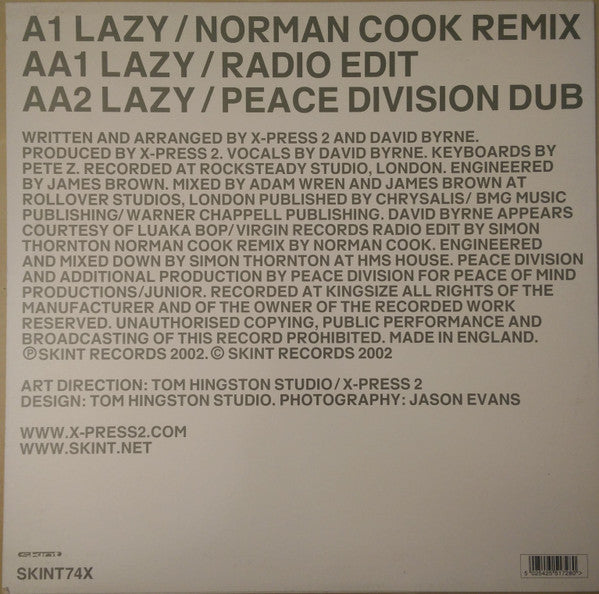 A1 LAZY/NORMAN COOK REMIX
AA1 LAZY/RADIO EDIT
AA2 LAZY/PEACE DIVISION DUB
WRITTEN AND ARRANGED BY X-PRESS 2 AND DAVID BYRNE.
PRODUCED BY X-PRESS 2. VOCALS BY DAVID BYRNE. KEYBOARDS BY
PETE Z. RECORDED AT ROCKSTEADY STUDIO, LONDON. ENGINEERED
BY JAMES BROWN. MIXED BY ADAM WREN AND JAMES BROWN AT
ROLLOVER STUDIOS, LONDON PUBLISHED BY CHRYSALIS/ BMG MUSIC
PUBLISHING/ WARNER CHAPPELL PUBLISHING. DAVID BYRNE APPEARS
COURTESY OF LUAKA BOP/VIRGIN RECORDS RADIO EDIT BY SIMON
THORNTON NORMAN COOK REMIX BY NORMAN COOK. ENGINEERED
AND MIXED DOWN BY SIMON THORNTON AT HMS HOUSE. PEACE DIVISION
AND ADDITIONAL PRODUCTION BY PEACE DIVISION FOR PEACE OF MIND
PRODUCTIONS/JUNIOR. RECORDED AT KINGSIZE ALL RIGHTS OF THE
MANUFACTURER AND OF THE OWNER OF THE RECORDED WORK
RESERVED. UNAUTHORISED COPYING, PUBLIC PERFORMANCE AND
BROADCASTING OF THIS RECORD PROHIBITED. MADE IN ENGLAND.
℗SKINT RECORDS 2002. © SKINT RECORDS 2002
ART DIRECTION: TOM HINGSTON STUDIO/X-PRESS 2
DESIGN: TOM HINGSTON STUDIO. PHOTOGRAPHY: JASON EVANS
WWW.X-PRESS2.COM
WWW.SKINT.NET
SKINT74X
5 025425 517280 >